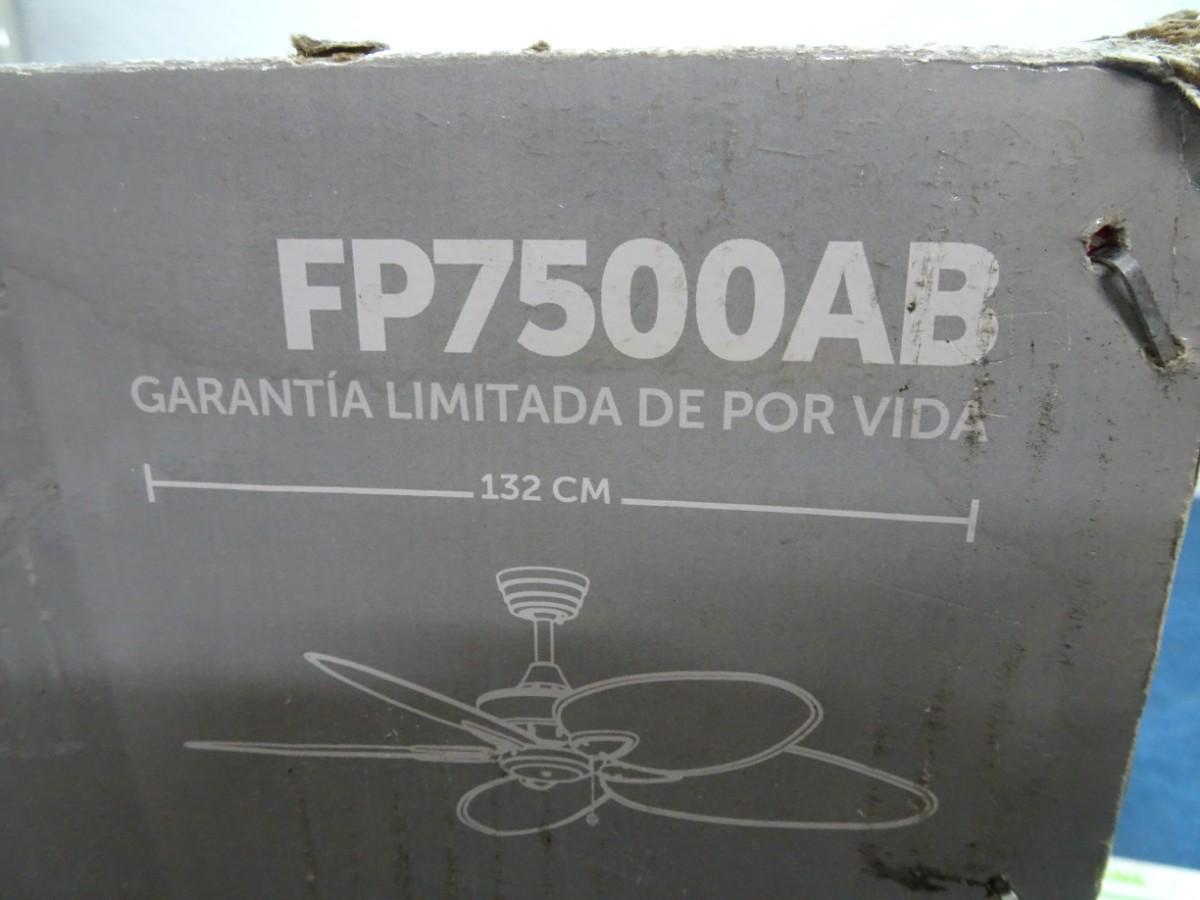 FP7500AB
GARANTÍA LIMITADA DE POR VIDA
132 CM